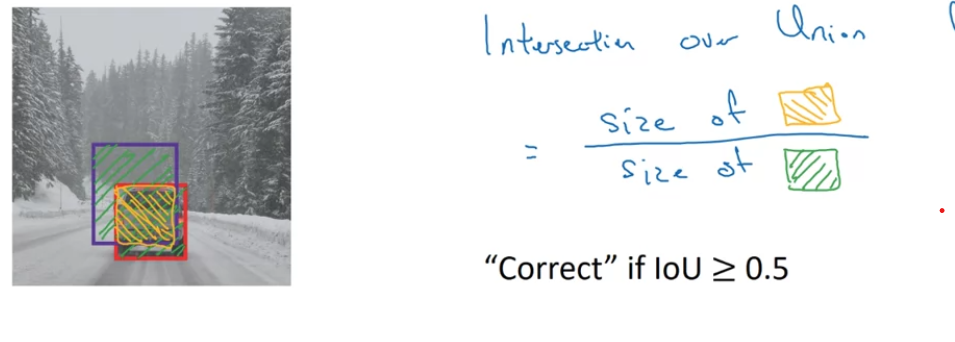 Intersection over Union
size of
=
size of
“Correct” if IoU ≥ 0.5